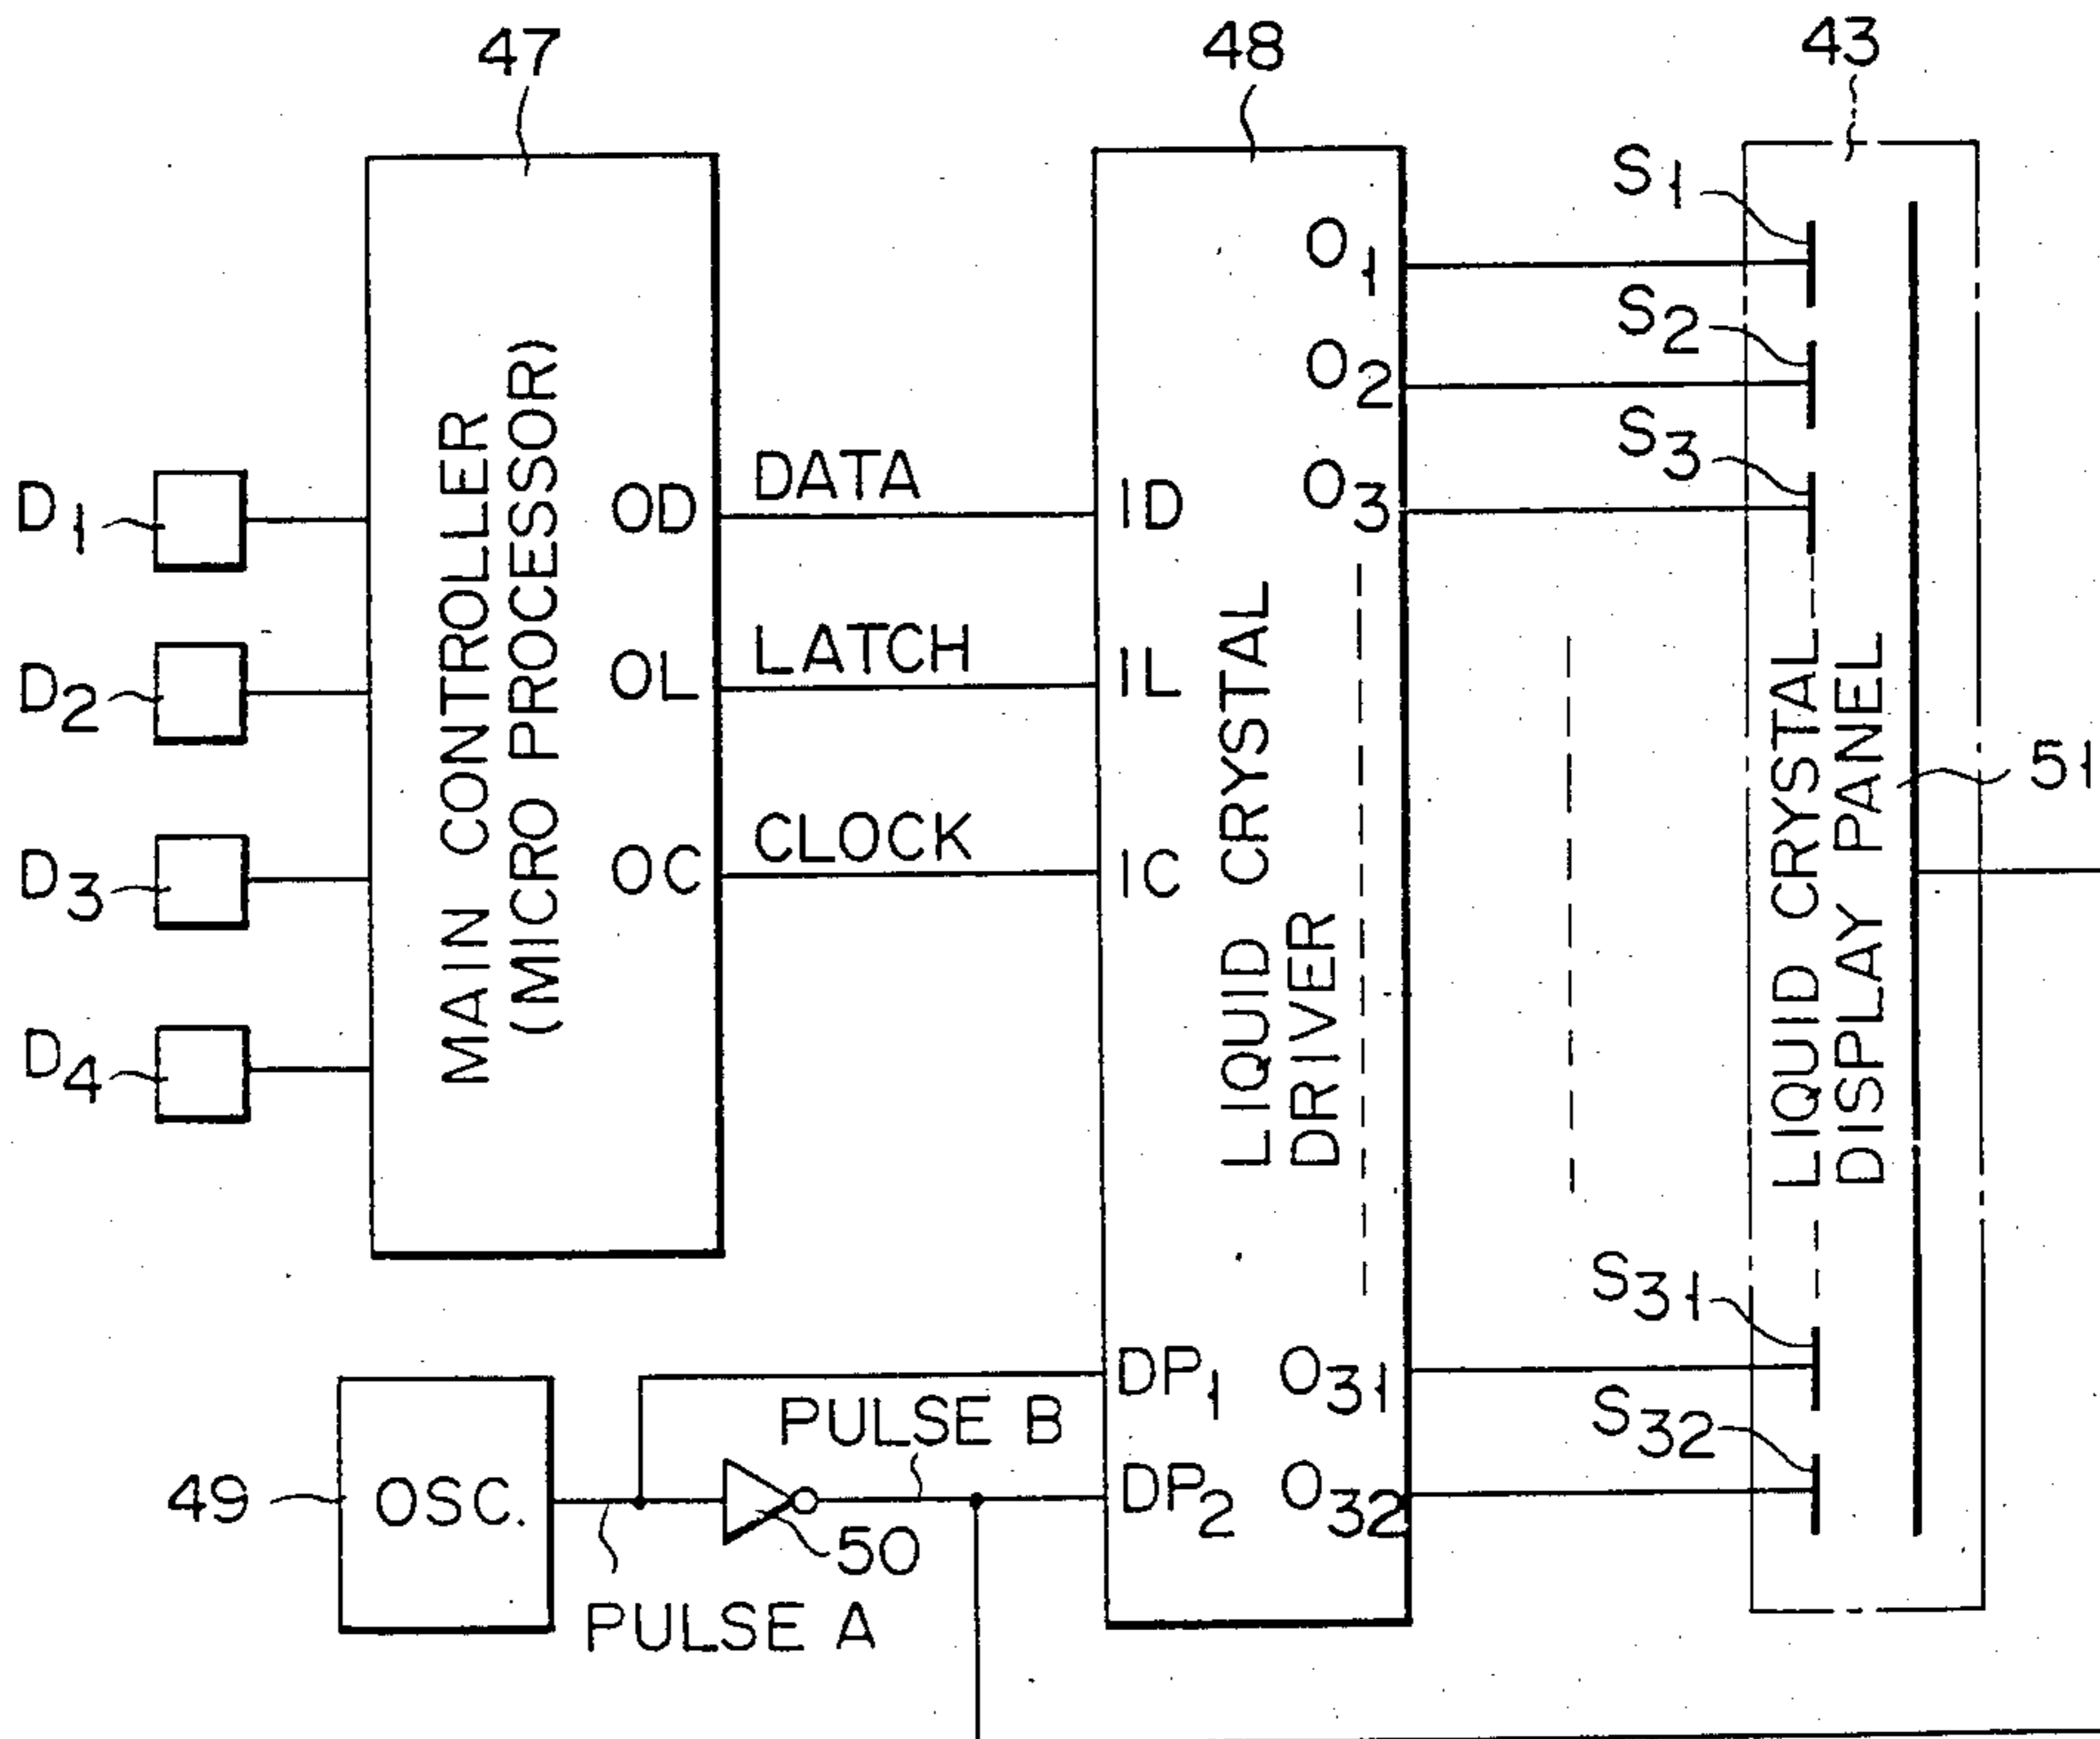 47
48
43
MAIN CONTROLLER
(MICRO PROCESSOR)
D1
D2
D3
D4
OD
OL
OC
DATA
LATCH
CLOCK
ID
IL
IC
LIQUID CRYSTAL
DRIVER
O1
O2
O3
O31
O32
S1
S2
S3
S31
S32
LIQUID CRYSTAL
DISPLAY PANEL
51
DP1
DP2
PULSE B
49
OSC.
50
PULSE A